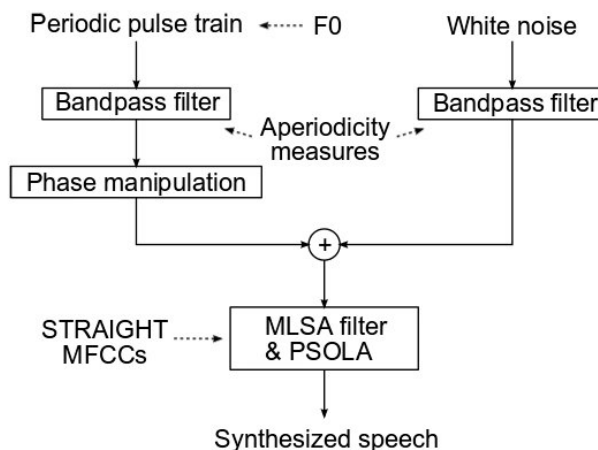 Periodic pulse train
F0
White noise
Bandpass filter
Bandpass filter
Aperiodicity
measures
Phase manipulation
+
STRAIGHT
MFCCs
MLSA filter
& PSOLA
Synthesized speech